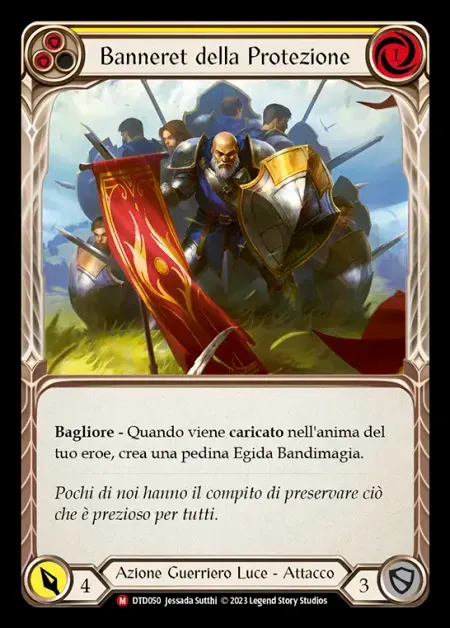 Banneret della Protezione
1
Bagliore - Quando viene caricato nell'anima del
tuo eroe, crea una pedina Egida Bandimagia.
Pochi di noi hanno il compito di preservare ciò
che è prezioso per tutti.
4
Azione Guerriero Luce - Attacco
3
M DTD050 Jessada Sutthi © 2023 Legend Story Studios